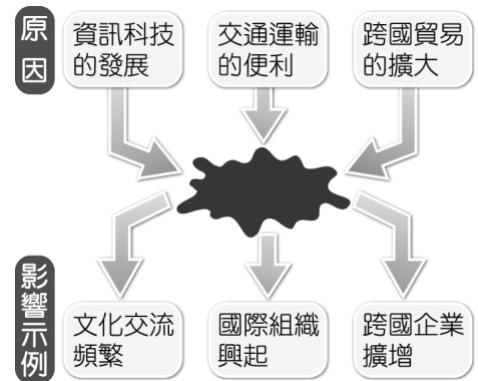 原因
資訊科技
的發展
交通運輸
的便利
跨國貿易
的擴大
影響示例
文化交流
頻繁
國際組織
興起
跨國企業
擴增